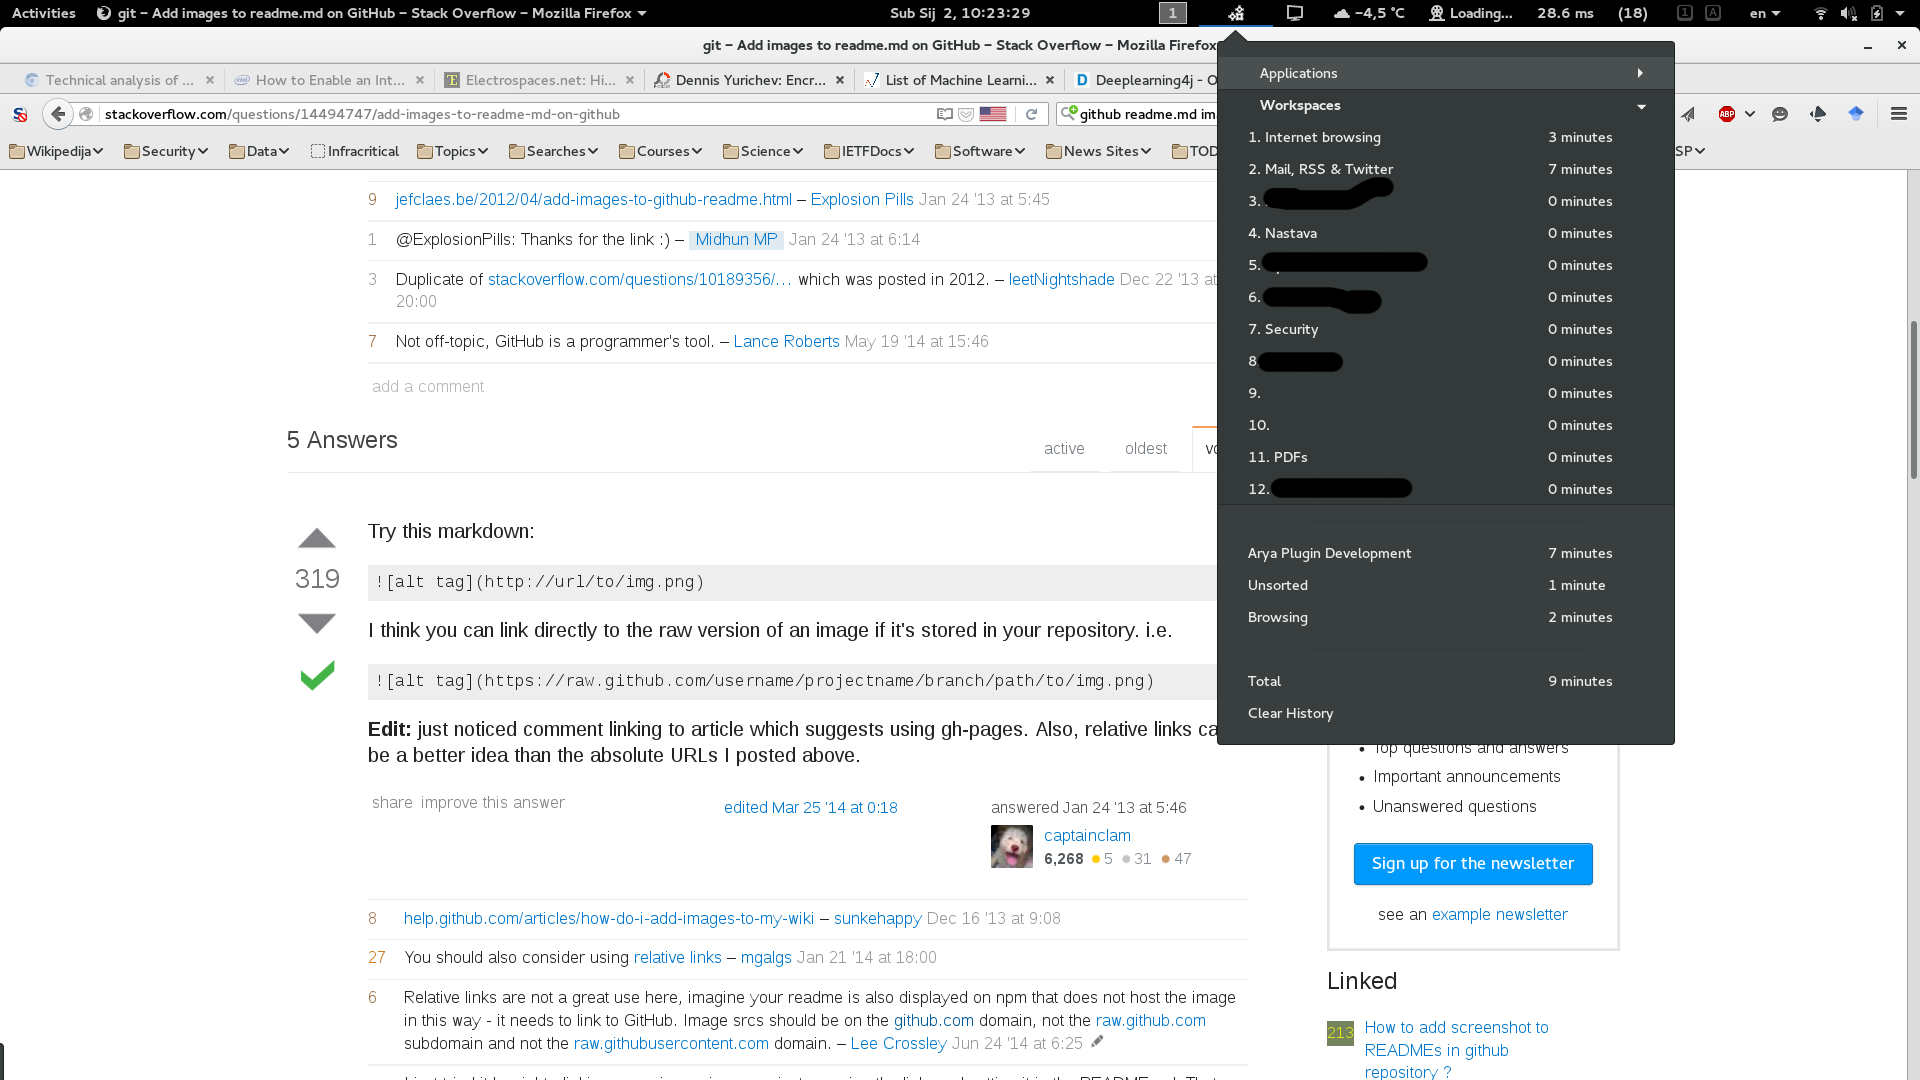 Activities
git – Add images to readme.md on GitHub – Stack Overflow – Mozilla Firefox
Sub Sij 2, 10:23:29
1
–4,5 °C
Loading...
28.6 ms
(18)
1
A
en
git – Add images to readme.md on GitHub – Stack Overflow – Mozilla Firefox
Technical analysis of ...
How to Enable an Int...
Electrospaces.net: Hi...
Dennis Yurichev: Encr...
List of Machine Learni...
Deeplearning4j - O
stackoverflow.com/questions/14494747/add-images-to-readme-md-on-github
github readme.md im
ABP
Wikipedija
Security
Data
Infracritical
Topics
Searches
Courses
Science
IETFDocs
Software
News Sites
TOD
SP
9 jefclaes.be/2012/04/add-images-to-github-readme.html – Explosion Pills Jan 24 '13 at 5:45
1 @ExplosionPills: Thanks for the link :) – Midhun MP Jan 24 '13 at 6:14
3 Duplicate of stackoverflow.com/questions/10189356/… which was posted in 2012. – leetNightshade Dec 22 '13 at
20:00
7 Not off-topic, GitHub is a programmer's tool. – Lance Roberts May 19 '14 at 15:46
add a comment
5 Answers
active
oldest
vo
319
Try this markdown:
![alt tag](http://url/to/img.png)
I think you can link directly to the raw version of an image if it's stored in your repository. i.e.
![alt tag](https://raw.github.com/username/projectname/branch/path/to/img.png)
Edit: just noticed comment linking to article which suggests using gh-pages. Also, relative links ca
be a better idea than the absolute URLs I posted above.
share improve this answer
edited Mar 25 '14 at 0:18
answered Jan 24 '13 at 5:46
captainclam
6,268 5 31 47
8 help.github.com/articles/how-do-i-add-images-to-my-wiki – sunkehappy Dec 16 '13 at 9:08
27 You should also consider using relative links – mgalgs Jan 21 '14 at 18:00
6 Relative links are not a great use here, imagine your readme is also displayed on npm that does not host the image
in this way - it needs to link to GitHub. Image srcs should be on the github.com domain, not the raw.github.com
subdomain and not the raw.githubusercontent.com domain. – Lee Crossley Jun 24 '14 at 6:25
Applications
Workspaces
1. Internet browsing 3 minutes
2. Mail, RSS & Twitter 7 minutes
3. 0 minutes
4. Nastava 0 minutes
5. 0 minutes
6. 0 minutes
7. Security 0 minutes
8 0 minutes
9. 0 minutes
10. 0 minutes
11. PDFs 0 minutes
12. 0 minutes
Arya Plugin Development 7 minutes
Unsorted 1 minute
Browsing 2 minutes
Total 9 minutes
Clear History
Top questions and answers
Important announcements
Unanswered questions
Sign up for the newsletter
see an example newsletter
Linked
213 How to add screenshot to
READMEs in github
repository ?